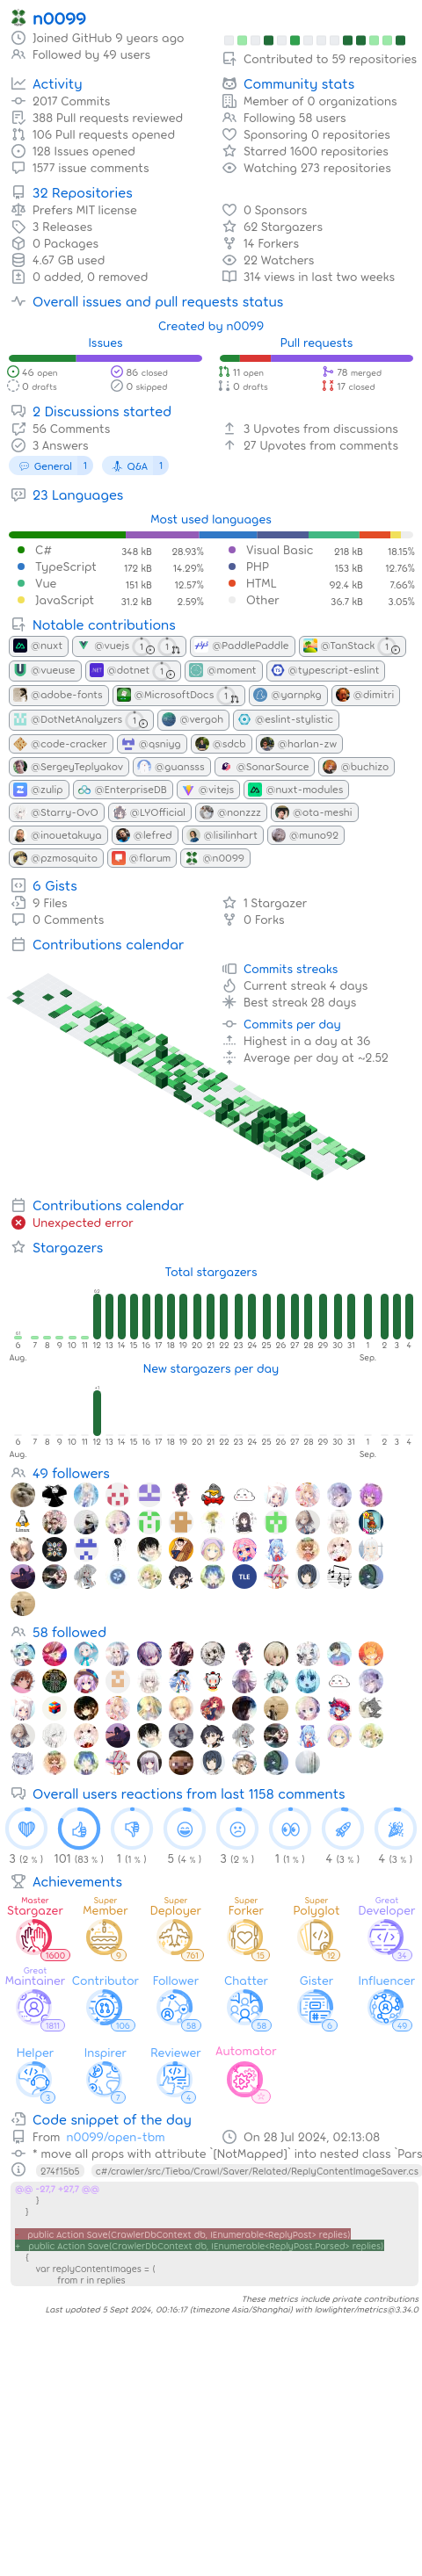 n0099
Joined GitHub 9 years ago
Followed by 49 users
Contributed to 59 repositories
Activity
2017 Commits
388 Pull requests reviewed
106 Pull requests opened
128 Issues opened
1577 issue comments
Community stats
Member of 0 organizations
Following 58 users
Sponsoring 0 repositories
Starred 1600 repositories
Watching 273 repositories
32 Repositories
Prefers MIT license
3 Releases
0 Packages
4.67 GB used
0 added, 0 removed
0 Sponsors
62 Stargazers
14 Forkers
22 Watchers
314 views in last two weeks
Overall issues and pull requests status
Created by n0099
Issues
46 open
86 closed
0 drafts
0 skipped
Pull requests
11 open
78 merged
0 drafts
17 closed
2 Discussions started
56 Comments
3 Answers
3 Upvotes from discussions
27 Upvotes from comments
General 1
Q&A 1
23 Languages
Most used languages
C# 348 kB 28.93%
Visual Basic 218 kB 18.15%
TypeScript 172 kB 14.29%
PHP 153 kB 12.76%
Vue 151 kB 12.57%
HTML 92.4 kB 7.66%
JavaScript 31.2 kB 2.59%
Other 36.7 kB 3.05%
Notable contributions
@nuxt @vuejs 1 1 @PaddlePaddle @TanStack 1
@vueuse @dotnet 1 @moment @typescript-eslint
@adobe-fonts @MicrosoftDocs 1 @yarnpkg @dimitri
@DotNetAnalyzers 1 @vergoh @eslint-stylistic
@code-cracker @qsniyg @sdcb @harlan-zw
@SergeyTeplyakov @guansss @SonarSource @buchizo
@zulip @EnterpriseDB @vitejs @nuxt-modules
@Starry-OvO @LYOfficial @nonzzz @ota-meshi
@inouetakuya @lefred @lisilinhart @muno92
@pzmosquito @flarum @n0099
6 Gists
9 Files
0 Comments
1 Stargazer
0 Forks
Contributions calendar
Commits streaks
Current streak 4 days
Best streak 28 days
Commits per day
Highest in a day at 36
Average per day at ~2.52
Contributions calendar
Unexpected error
Stargazers
Total stargazers
6 7 8 9 10 11 12 13 14 15 16 17 18 19 20 21 22 23 24 25 26 27 28 29 30 31 1 2 3 4
Aug. Sep.
New stargazers per day
6 7 8 9 10 11 12 13 14 15 16 17 18 19 20 21 22 23 24 25 26 27 28 29 30 31 1 2 3 4
Aug. Sep.
49 followers
Linux
TLE
58 followed
Overall users reactions from last 1158 comments
3 (2 %) 101 (83 %) 1 (1 %) 5 (4 %) 3 (2 %) 1 (1 %) 4 (3 %) 4 (3 %)
Achievements
Master Super Super Super Super Great
Stargazer Member Deployer Forker Polyglot Developer
1600 9 761 15 12 34
Great
Maintainer Contributor Follower Chatter Gister Influencer
1811 106 58 58 6 49
Helper Inspirer Reviewer Automator
3 7 4
Code snippet of the day
From n0099/open-tbm
On 28 Jul 2024, 02:13:08
* move all props with attribute `[NotMapped]` into nested class `Pars
274f15b5 c#/crawler/src/Tieba/Crawl/Saver/Related/ReplyContentImageSaver.cs
@@ -27,7 +27,7 @@
}
}
- public Action Save(CrawlerDbContext db, IEnumerable<ReplyPost> replies)
+ public Action Save(CrawlerDbContext db, IEnumerable<ReplyPost.Parsed> replies)
{
var replyContentImages = (
from r in replies
These metrics include private contributions
Last updated 5 Sept 2024, 00:16:17 (timezone Asia/Shanghai) with lowlighter/metrics@3.34.0